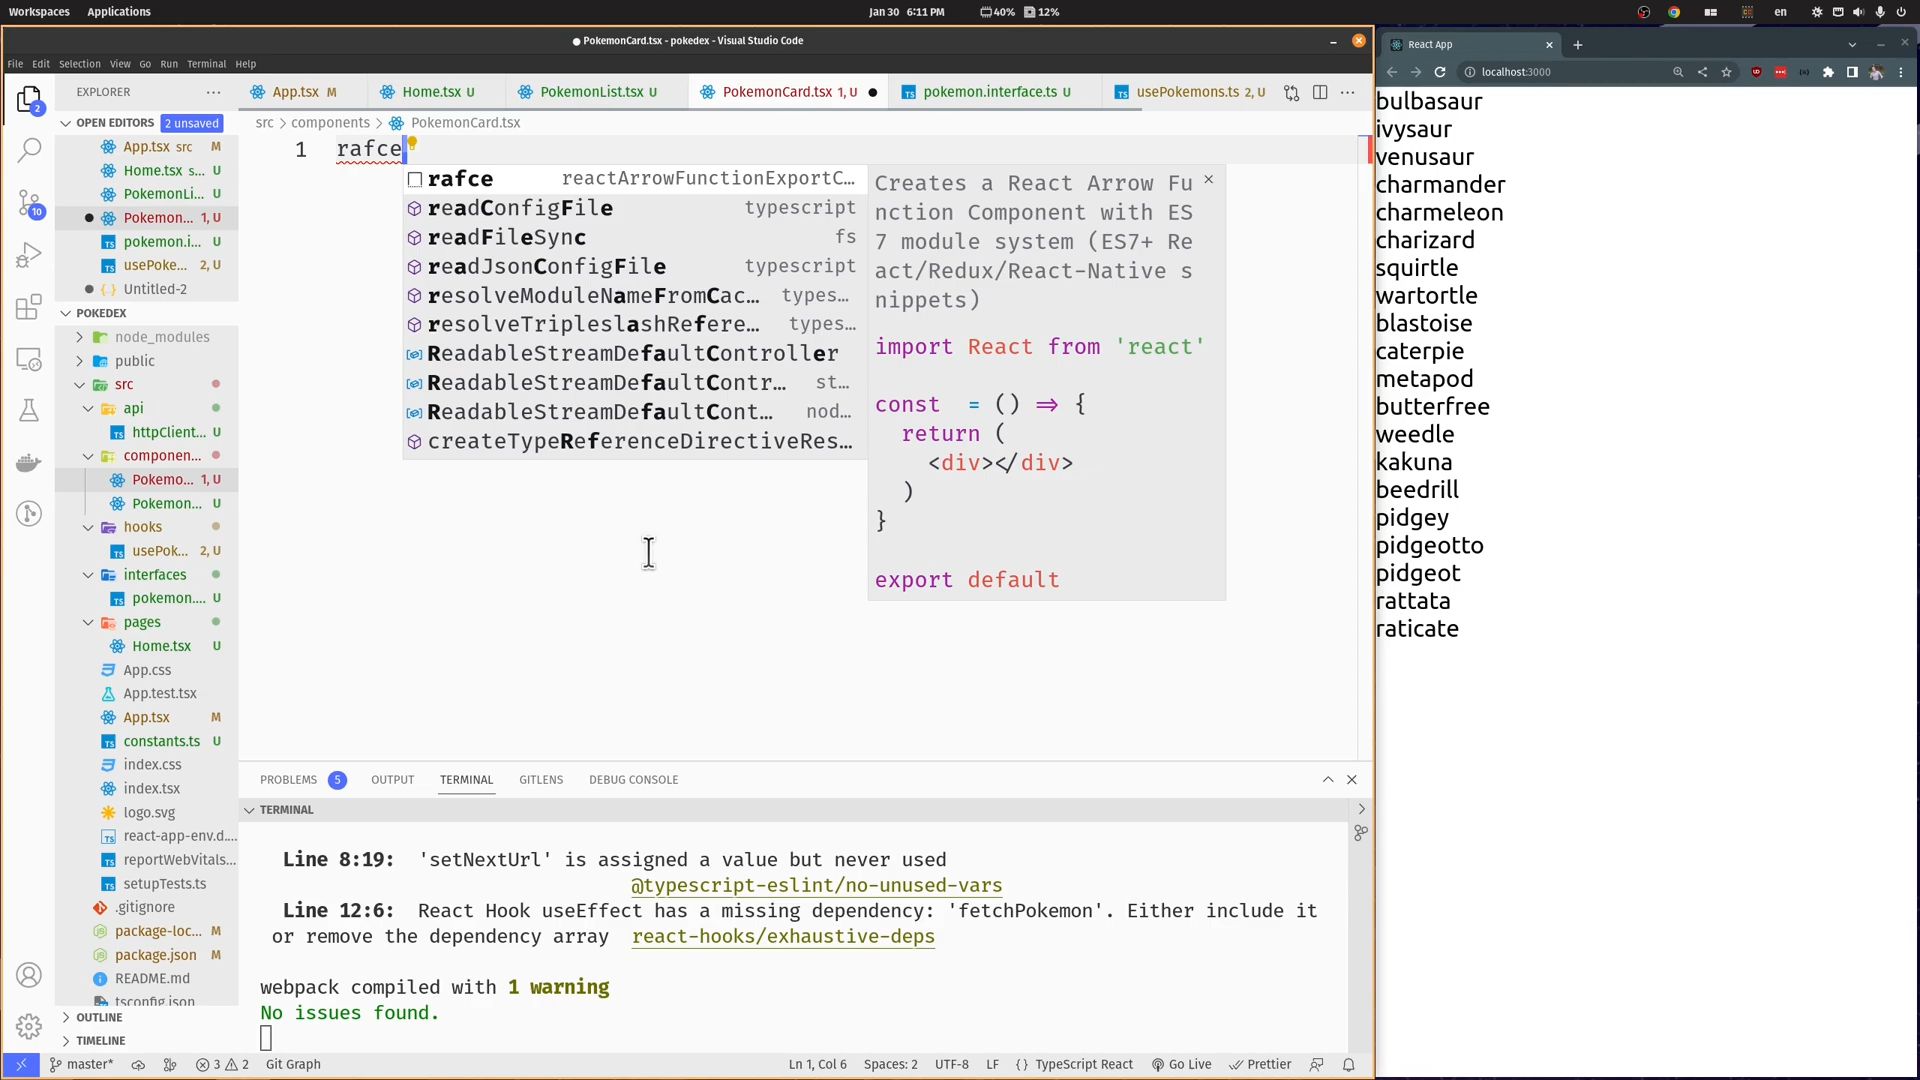 Workspaces Applications Jan 30 6:11 PM 40% 12% en
PokemonCard.tsx - pokedex - Visual Studio Code
File Edit Selection View Go Run Terminal Help
EXPLORER
OPEN EDITORS 2 unsaved
App.tsx src M
Home.tsx s... U
PokemonLi... U
Pokemon... 1, U
pokemon.i... U
usePoke... 2, U
Untitled-2
POKEDEX
node_modules
public
src
api
httpClient... U
componen...
Pokemo... 1, U
Pokemon... U
hooks
usePok... 2, U
interfaces
pokemon.... U
pages
Home.tsx U
App.css
App.test.tsx
App.tsx M
constants.ts U
index.css
index.tsx
logo.svg
react-app-env.d....
reportWebVitals...
setupTests.ts
.gitignore
package-loc... M
package.json M
README.md
tsconfig.json
OUTLINE
TIMELINE
2
10
App.tsx M Home.tsx U PokemonList.tsx U PokemonCard.tsx 1, U pokemon.interface.ts U usePokemons.ts 2, U
src > components > PokemonCard.tsx
1 rafce
rafce reactArrowFunctionExportC...
readConfigFile typescript
readFileSync fs
readJsonConfigFile typescript
resolveModuleNameFromCac... types...
resolveTripleslashRefere... types...
ReadableStreamDefaultController
ReadableStreamDefaultContr... st...
ReadableStreamDefaultCont... nod...
createTypeReferenceDirectiveRes...
Creates a React Arrow Fu
nction Component with ES
7 module system (ES7+ Re
act/Redux/React-Native s
nippets)
import React from 'react'
const = () => {
return (
<div></div>
)
}
export default
PROBLEMS 5 OUTPUT TERMINAL GITLENS DEBUG CONSOLE
TERMINAL
Line 8:19: 'setNextUrl' is assigned a value but never used
@typescript-eslint/no-unused-vars
Line 12:6: React Hook useEffect has a missing dependency: 'fetchPokemon'. Either include it
or remove the dependency array react-hooks/exhaustive-deps
webpack compiled with 1 warning
No issues found.
master* 3 2 Git Graph Ln 1, Col 6 Spaces: 2 UTF-8 LF {} TypeScript React Go Live Prettier
React App
localhost:3000
bulbasaur
ivysaur
venusaur
charmander
charmeleon
charizard
squirtle
wartortle
blastoise
caterpie
metapod
butterfree
weedle
kakuna
beedrill
pidgey
pidgeotto
pidgeot
rattata
raticate